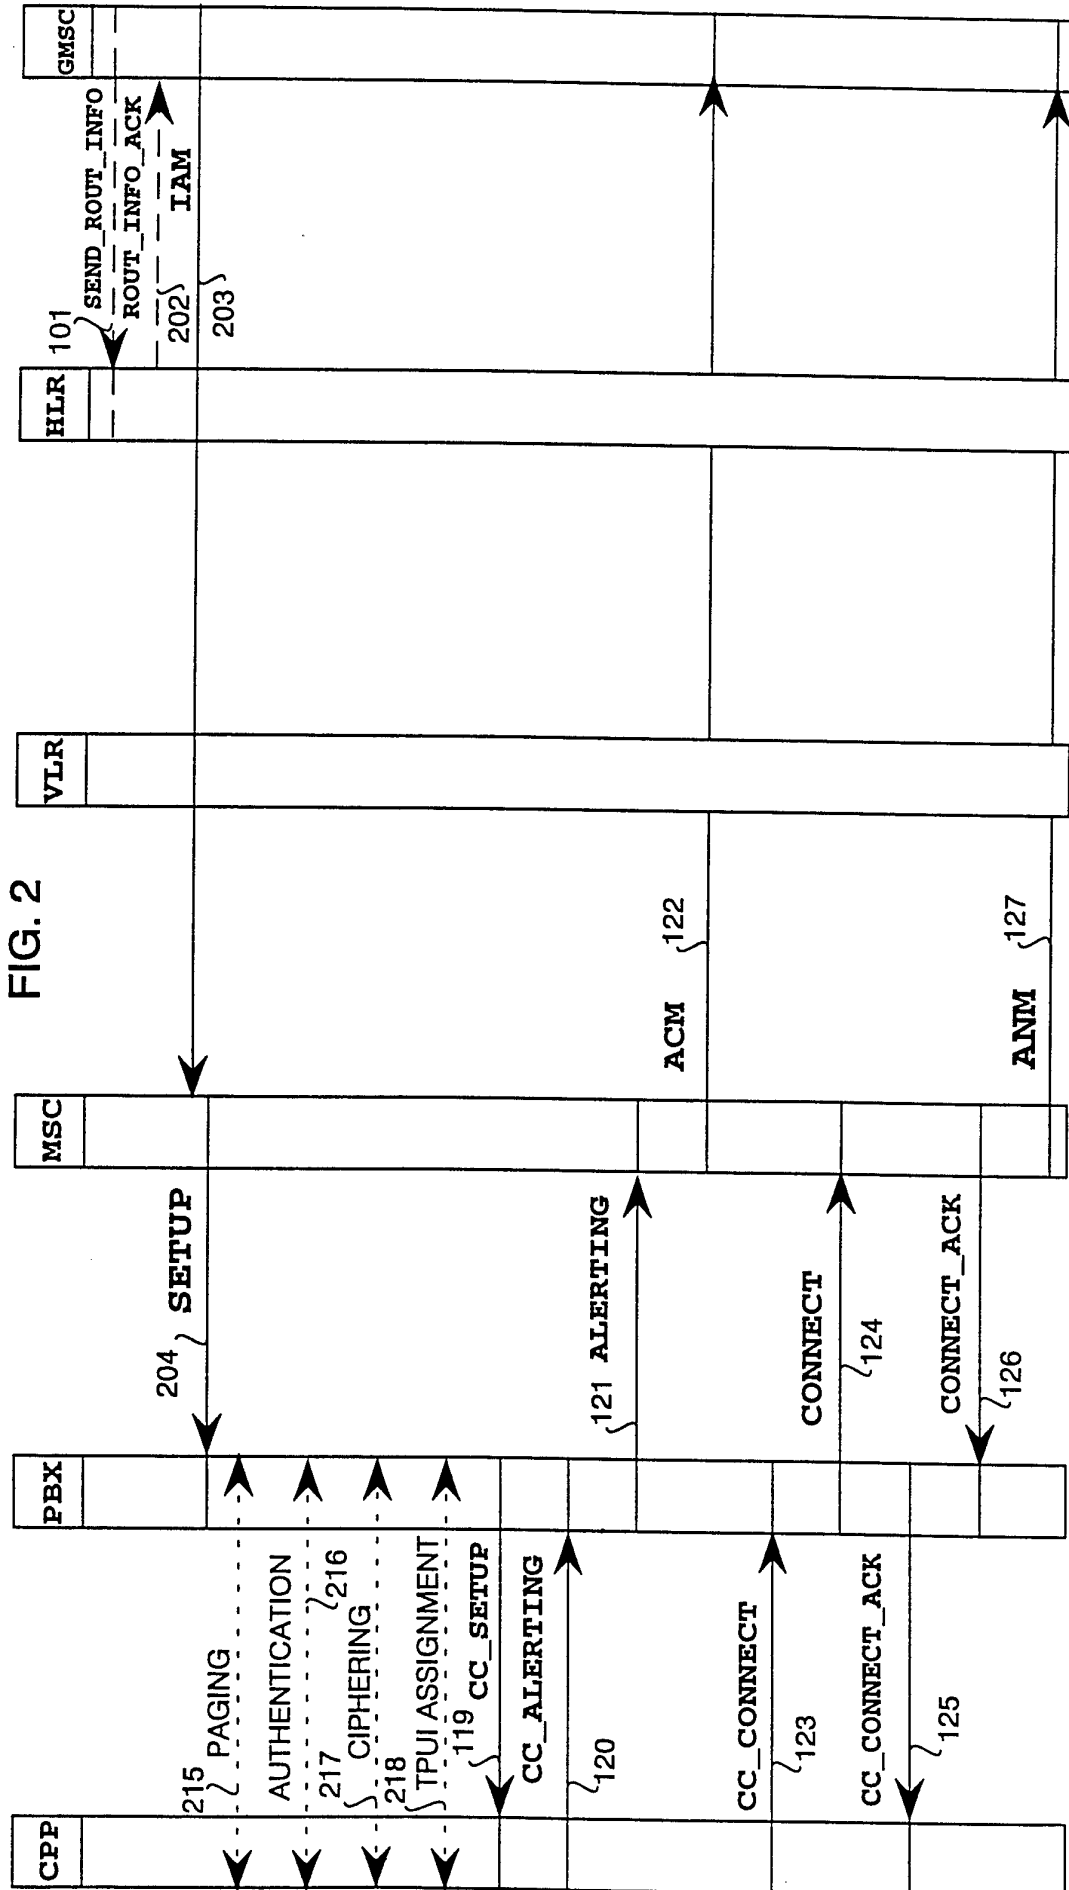 FIG. 2
CPP
PBX
MSC
VLR
HLR
GMSC
101
SEND_ROUT_INFO
ROUT_INFO_ACK
202
IAM
203
204
SETUP
215
PAGING
AUTHENTICATION
216
217
CIPHERING
218
TPUI ASSIGNMENT
119
CC_SETUP
CC_ALERTING
120
121
ALERTING
ACM
122
CC_CONNECT
123
CONNECT
124
CC_CONNECT_ACK
125
CONNECT_ACK
126
ANM
127